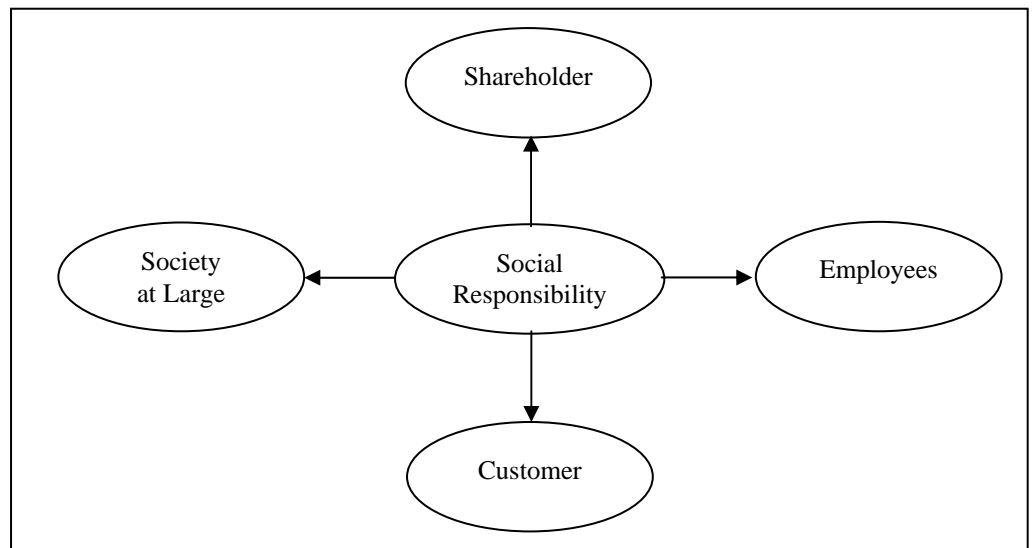 Shareholder
Society
at Large
Social
Responsibility
Employees
Customer